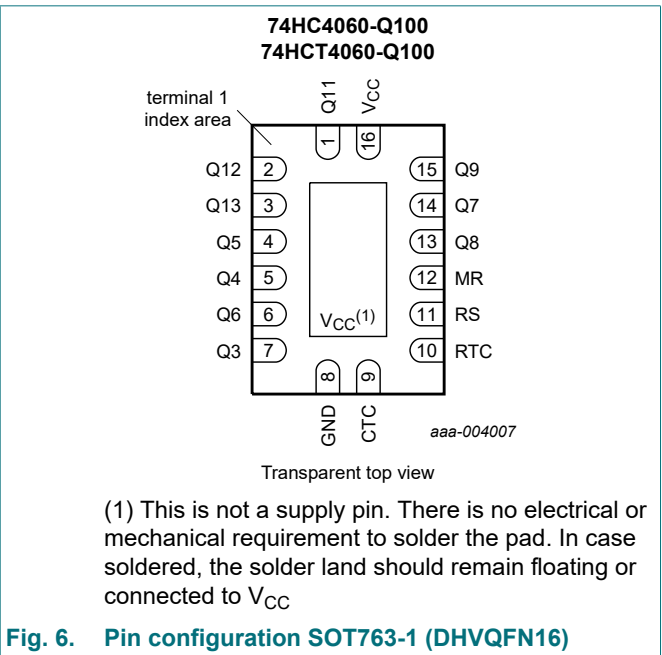 74HC4060-Q100
74HCT4060-Q100
terminal 1
index area
Q11
VCC
1
16
Q12 2
15 Q9
Q13 3
14 Q7
Q5 4
13 Q8
Q4 5
12 MR
Q6 6
11 RS
VCC(1)
Q3 7
10 RTC
8
9
GND
CTC
aaa-004007
Transparent top view
(1) This is not a supply pin. There is no electrical or
mechanical requirement to solder the pad. In case
soldered, the solder land should remain floating or
connected to VCC
Fig. 6. Pin configuration SOT763-1 (DHVQFN16)